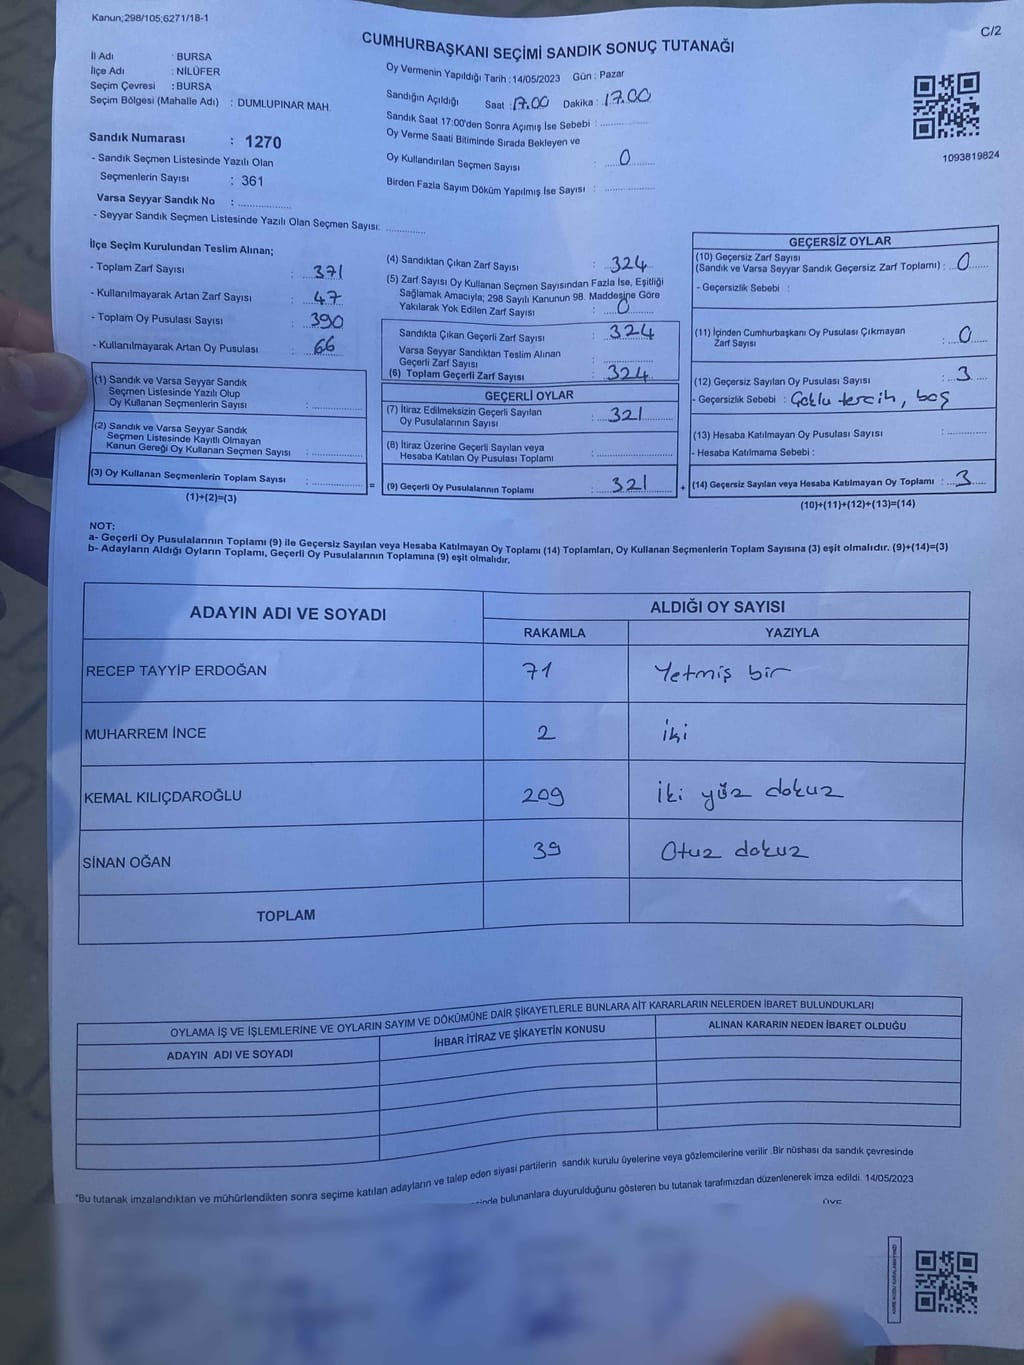 Kanun;298/105;6271/18-1
C/2
CUMHURBAŞKANI SEÇİMİ SANDIK SONUÇ TUTANAĞI
İl Adı : BURSA
İlçe Adı : NİLÜFER
Seçim Çevresi : BURSA
Seçim Bölgesi (Mahalle Adı) : DUMLUPINAR MAH.
Sandık Numarası : 1270
- Sandık Seçmen Listesinde Yazılı Olan
Seçmenlerin Sayısı : 361
Varsa Seyyar Sandık No : ..............
- Seyyar Sandık Seçmen Listesinde Yazılı Olan Seçmen Sayısı: ............
Oy Vermenin Yapıldığı Tarih : 14/05/2023 Gün : Pazar
Sandığın Açıldığı Saat : 17.00 Dakika : 17.00
Sandık Saat 17:00'den Sonra Açımış İse Sebebi : ..............
Oy Verme Saati Bitiminde Sırada Bekleyen ve
Oy Kullandırılan Seçmen Sayısı : 0
Birden Fazla Sayım Döküm Yapılmış İse Sayısı : ..............
1093819824
İlçe Seçim Kurulundan Teslim Alınan;
- Toplam Zarf Sayısı : 371
- Kullanılmayarak Artan Zarf Sayısı : 47
- Toplam Oy Pusulası Sayısı : 390
- Kullanılmayarak Artan Oy Pusulası : 66
(1) Sandık ve Varsa Seyyar Sandık
Seçmen Listesinde Yazılı Olup
Oy Kullanan Seçmenlerin Sayısı : ..............
(2) Sandık ve Varsa Seyyar Sandık
Seçmen Listesinde Kayıtlı Olmayan
Kanun Gereği Oy Kullanan Seçmen Sayısı : ..............
(3) Oy Kullanan Seçmenlerin Toplam Sayısı : .............. =
(1)+(2)=(3)
(4) Sandıktan Çıkan Zarf Sayısı : 324
(5) Zarf Sayısı Oy Kullanan Seçmen Sayısından Fazla İse, Eşitliği
Sağlamak Amacıyla; 298 Sayılı Kanunun 98. Maddesine Göre
Yakılarak Yok Edilen Zarf Sayısı : 0
Sandıkta Çıkan Geçerli Zarf Sayısı : 324
Varsa Seyyar Sandıktan Teslim Alınan
Geçerli Zarf Sayısı : ..............
(6) Toplam Geçerli Zarf Sayısı : 324
GEÇERLİ OYLAR
(7) İtiraz Edilmeksizin Geçerli Sayılan
Oy Pusulalarının Sayısı : 321
(8) İtiraz Üzerine Geçerli Sayılan veya
Hesaba Katılan Oy Pusulası Toplamı : ..............
(9) Geçerli Oy Pusulalarının Toplamı : 321 +
GEÇERSİZ OYLAR
(10) Geçersiz Zarf Sayısı
(Sandık ve Varsa Seyyar Sandık Geçersiz Zarf Toplamı) : 0
- Geçersizlik Sebebi :
(11) İçinden Cumhurbaşkanı Oy Pusulası Çıkmayan
Zarf Sayısı : 0
(12) Geçersiz Sayılan Oy Pusulası Sayısı : 3
- Geçersizlik Sebebi : Çoklu tercih, boş
(13) Hesaba Katılmayan Oy Pusulası Sayısı : ..............
- Hesaba Katılmama Sebebi :
(14) Geçersiz Sayılan veya Hesaba Katılmayan Oy Toplamı : 3
(10)+(11)+(12)+(13)=(14)
NOT:
a- Geçerli Oy Pusulalarının Toplamı (9) ile Geçersiz Sayılan veya Hesaba Katılmayan Oy Toplamı (14) Toplamları, Oy Kullanan Seçmenlerin Toplam Sayısına (3) eşit olmalıdır. (9)+(14)=(3)
b- Adayların Aldığı Oyların Toplamı, Geçerli Oy Pusulalarının Toplamına (9) eşit olmalıdır.
ADAYIN ADI VE SOYADI ALDIĞI OY SAYISI
RAKAMLA YAZIYLA
RECEP TAYYİP ERDOĞAN 71 Yetmiş bir
MUHARREM İNCE 2 iki
KEMAL KILIÇDAROĞLU 209 iki yüz dokuz
SİNAN OĞAN 39 Otuz dokuz
TOPLAM
OYLAMA İŞ VE İŞLEMLERİNE VE OYLARIN SAYIM VE DÖKÜMÜNE DAİR ŞİKAYETLERLE BUNLARA AİT KARARLARIN NELERDEN İBARET BULUNDUKLARI
ADAYIN ADI VE SOYADI İHBAR İTİRAZ VE ŞİKAYETİN KONUSU ALINAN KARARIN NEDEN İBARET OLDUĞU
*Bu tutanak imzalandıktan ve mühürlendikten sonra seçime katılan adayların ve talep eden siyasi partilerin sandık kurulu üyelerine veya gözlemcilerine verilir .Bir nüshası da sandık çevresinde
bulunanlara duyurulduğunu gösteren bu tutanak tarafımızdan düzenlenerek imza edildi. 14/05/2023